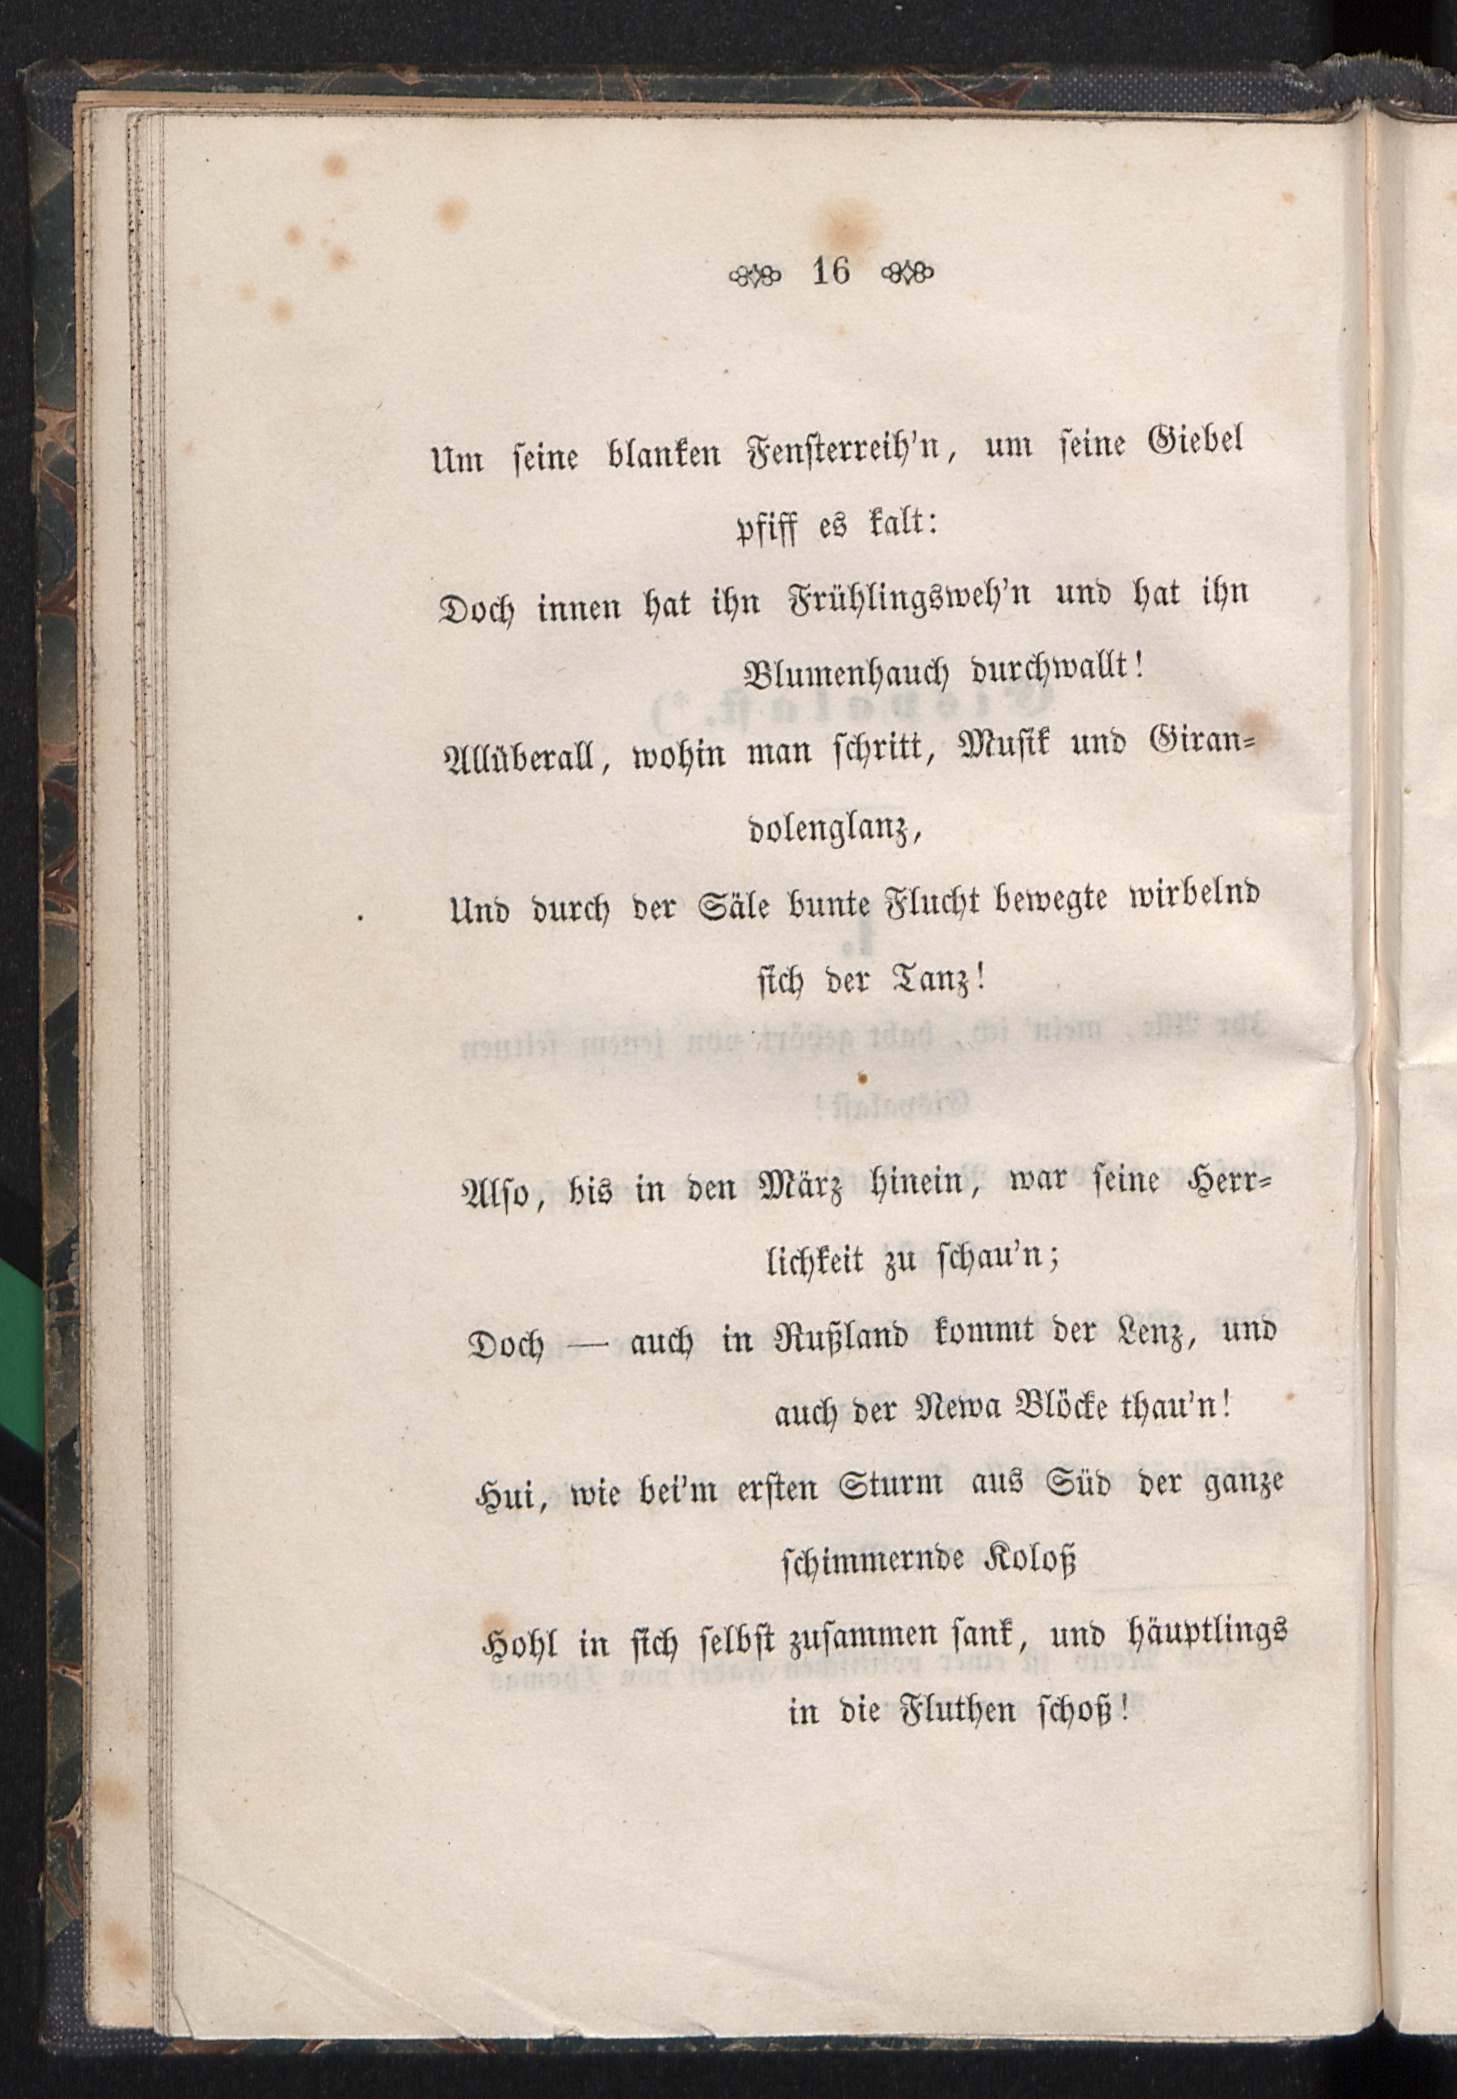 16
Um seine blanken Fensterreih'n, um seine Giebel
pfiff es kalt:
Doch innen hat ihn Frühlingsweh'n und hat ihn
Blumenhauch durchwallt!
Allüberall, wohin man schritt, Musik und Giran-
dolenglanz,
Und durch der Säle bunte Flucht bewegte wirbelnd
sich der Tanz!
Also, bis in den März hinein, war seine Herr-
lichkeit zu schau'n;
Doch — auch in Rußland kommt der Lenz, und
auch der Newa Blöcke thau'n!
Hui, wie bei'm ersten Sturm aus Süd der ganze
schimmernde Koloß
Hohl in sich selbst zusammen sank, und häuptlings
in die Fluthen schoß!